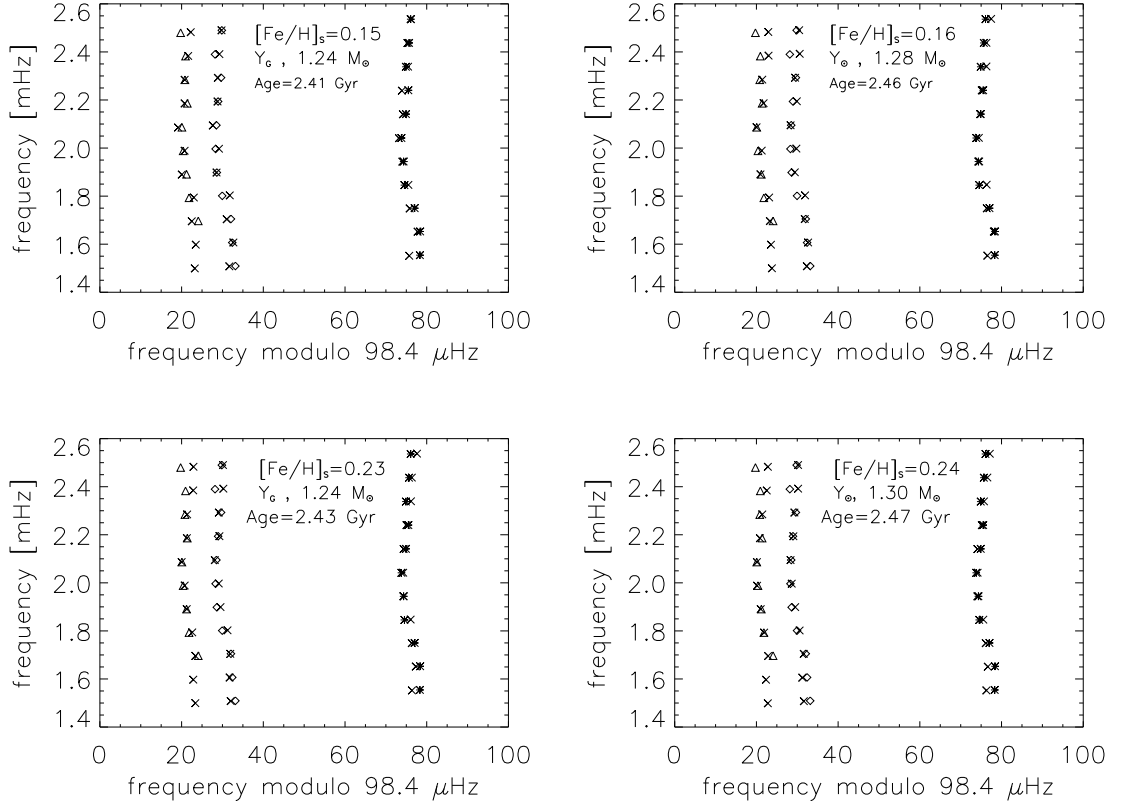 2.6
2.4
2.2
2.0
1.8
1.6
1.4
frequency [mHz]
[Fe/H]s=0.15
YG , 1.24 M⊙
Age=2.41 Gyr
0 20 40 60 80 100
frequency modulo 98.4 μHz
2.6
2.4
2.2
2.0
1.8
1.6
1.4
frequency [mHz]
[Fe/H]s=0.16
Y⊙ , 1.28 M⊙
Age=2.46 Gyr
0 20 40 60 80 100
frequency modulo 98.4 μHz
2.6
2.4
2.2
2.0
1.8
1.6
1.4
frequency [mHz]
[Fe/H]s=0.23
YG , 1.24 M⊙
Age=2.43 Gyr
0 20 40 60 80 100
frequency modulo 98.4 μHz
2.6
2.4
2.2
2.0
1.8
1.6
1.4
frequency [mHz]
[Fe/H]s=0.24
Y⊙, 1.30 M⊙
Age=2.47 Gyr
0 20 40 60 80 100
frequency modulo 98.4 μHz